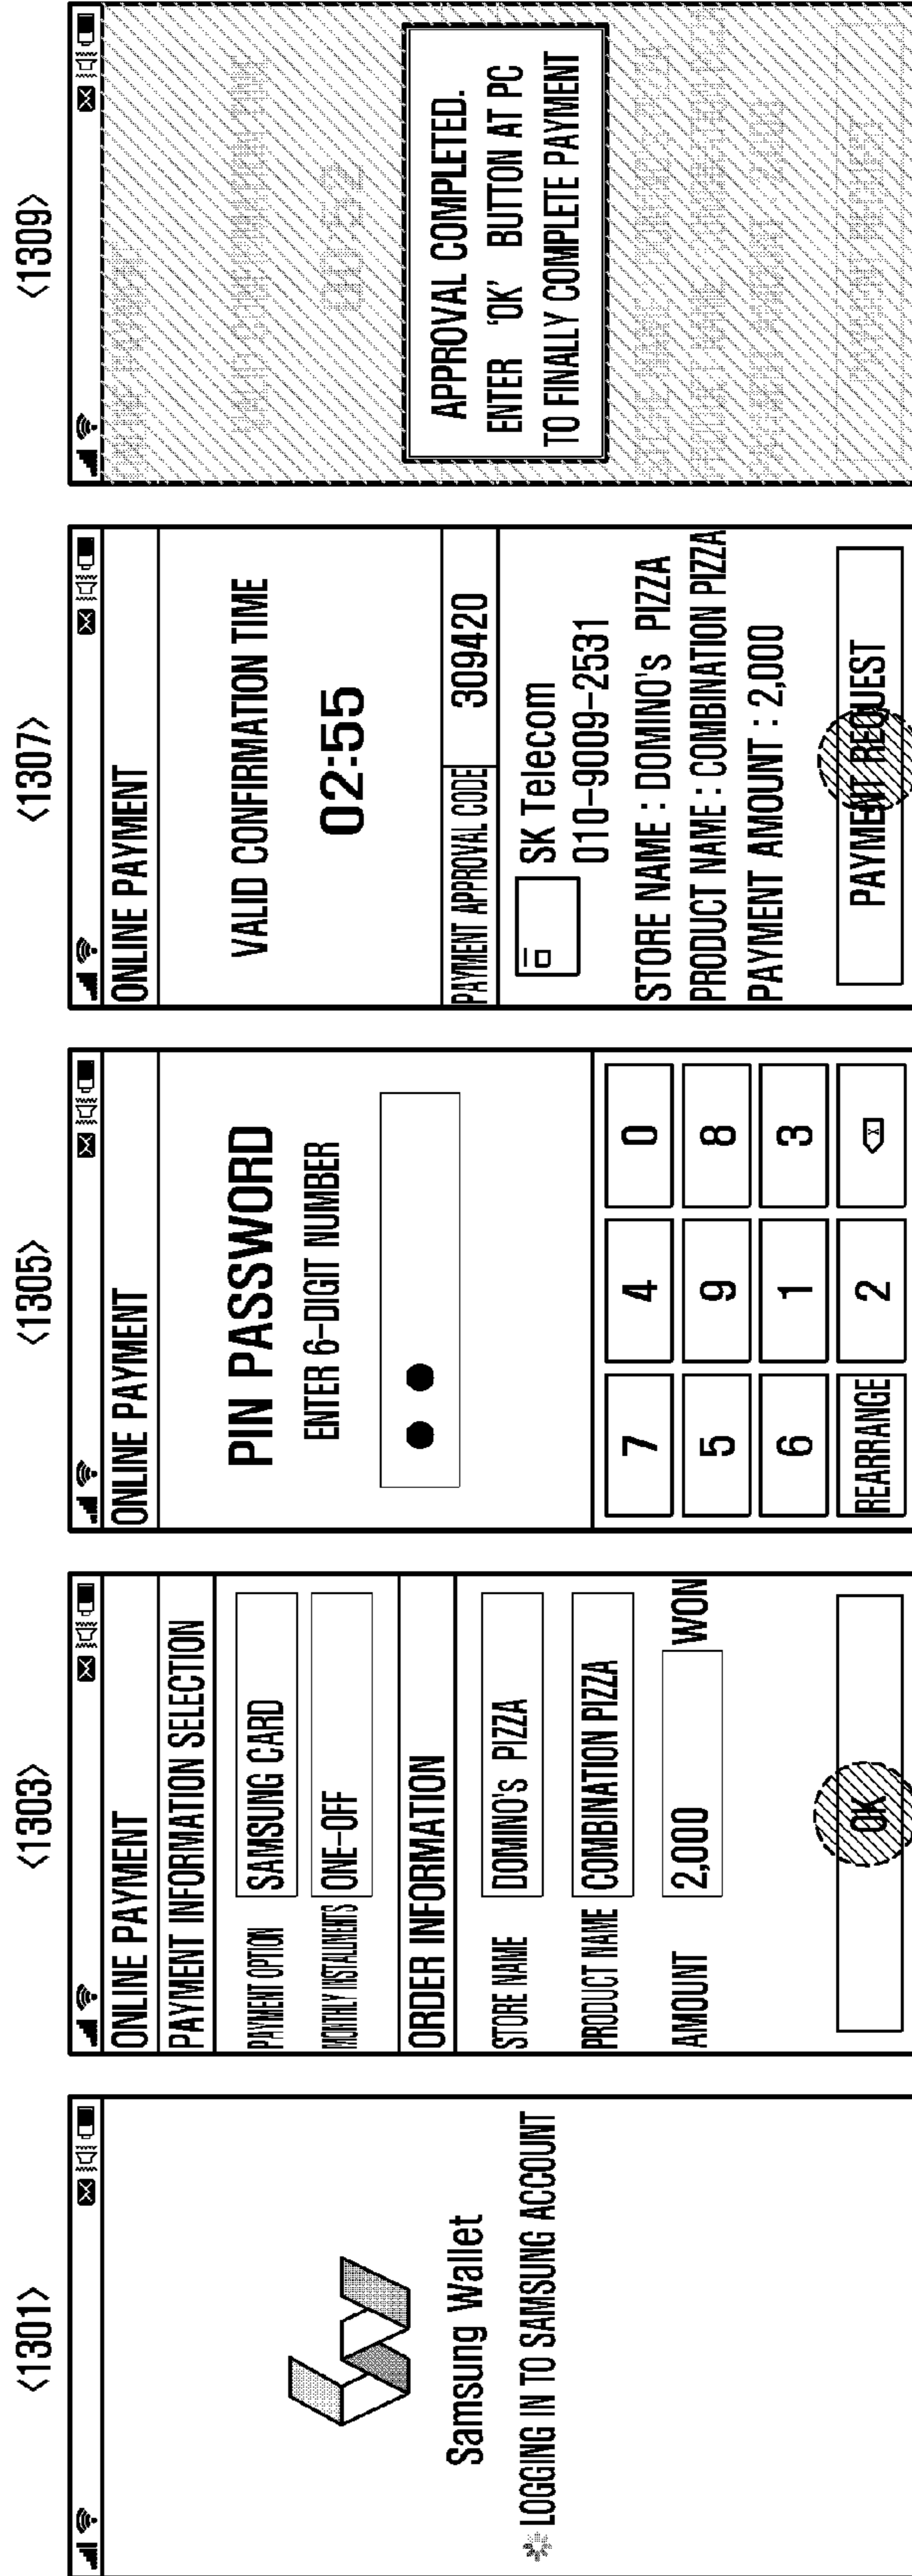 <1301>
Samsung Wallet
LOGGING IN TO SAMSUNG ACCOUNT
<1303>
ONLINE PAYMENT
PAYMENT INFORMATION SELECTION
PAYMENT OPTION SAMSUNG CARD
MONTHLY INSTALMENTS ONE-OFF
ORDER INFORMATION
STORE NAME DOMINO's PIZZA
PRODUCT NAME COMBINATION PIZZA
AMOUNT 2,000 WON
OK
<1305>
ONLINE PAYMENT
PIN PASSWORD
ENTER 6-DIGIT NUMBER
7 4 0
5 9 8
6 1 3
REARRANGE 2 X
<1307>
ONLINE PAYMENT
VALID CONFIRMATION TIME
02:55
PAYMENT APPROVAL CODE 309420
SK Telecom
010-9009-2531
STORE NAME : DOMINO's PIZZA
PRODUCT NAME : COMBINATION PIZZA
PAYMENT AMOUNT : 2,000
PAYMENT REQUEST
<1309>
APPROVAL COMPLETED.
ENTER 'OK' BUTTON AT PC
TO FINALLY COMPLETE PAYMENT